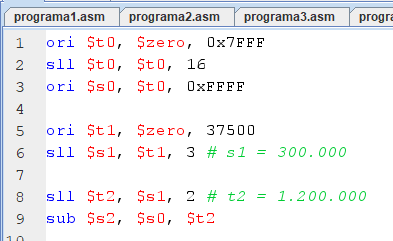 programa1.asm programa2.asm programa3.asm progra
1 ori $t0, $zero, 0x7FFF
2 sll $t0, $t0, 16
3 ori $s0, $t0, 0xFFFF
4
5 ori $t1, $zero, 37500
6 sll $s1, $t1, 3 # s1 = 300.000
7
8 sll $t2, $s1, 2 # t2 = 1.200.000
9 sub $s2, $s0, $t2
10